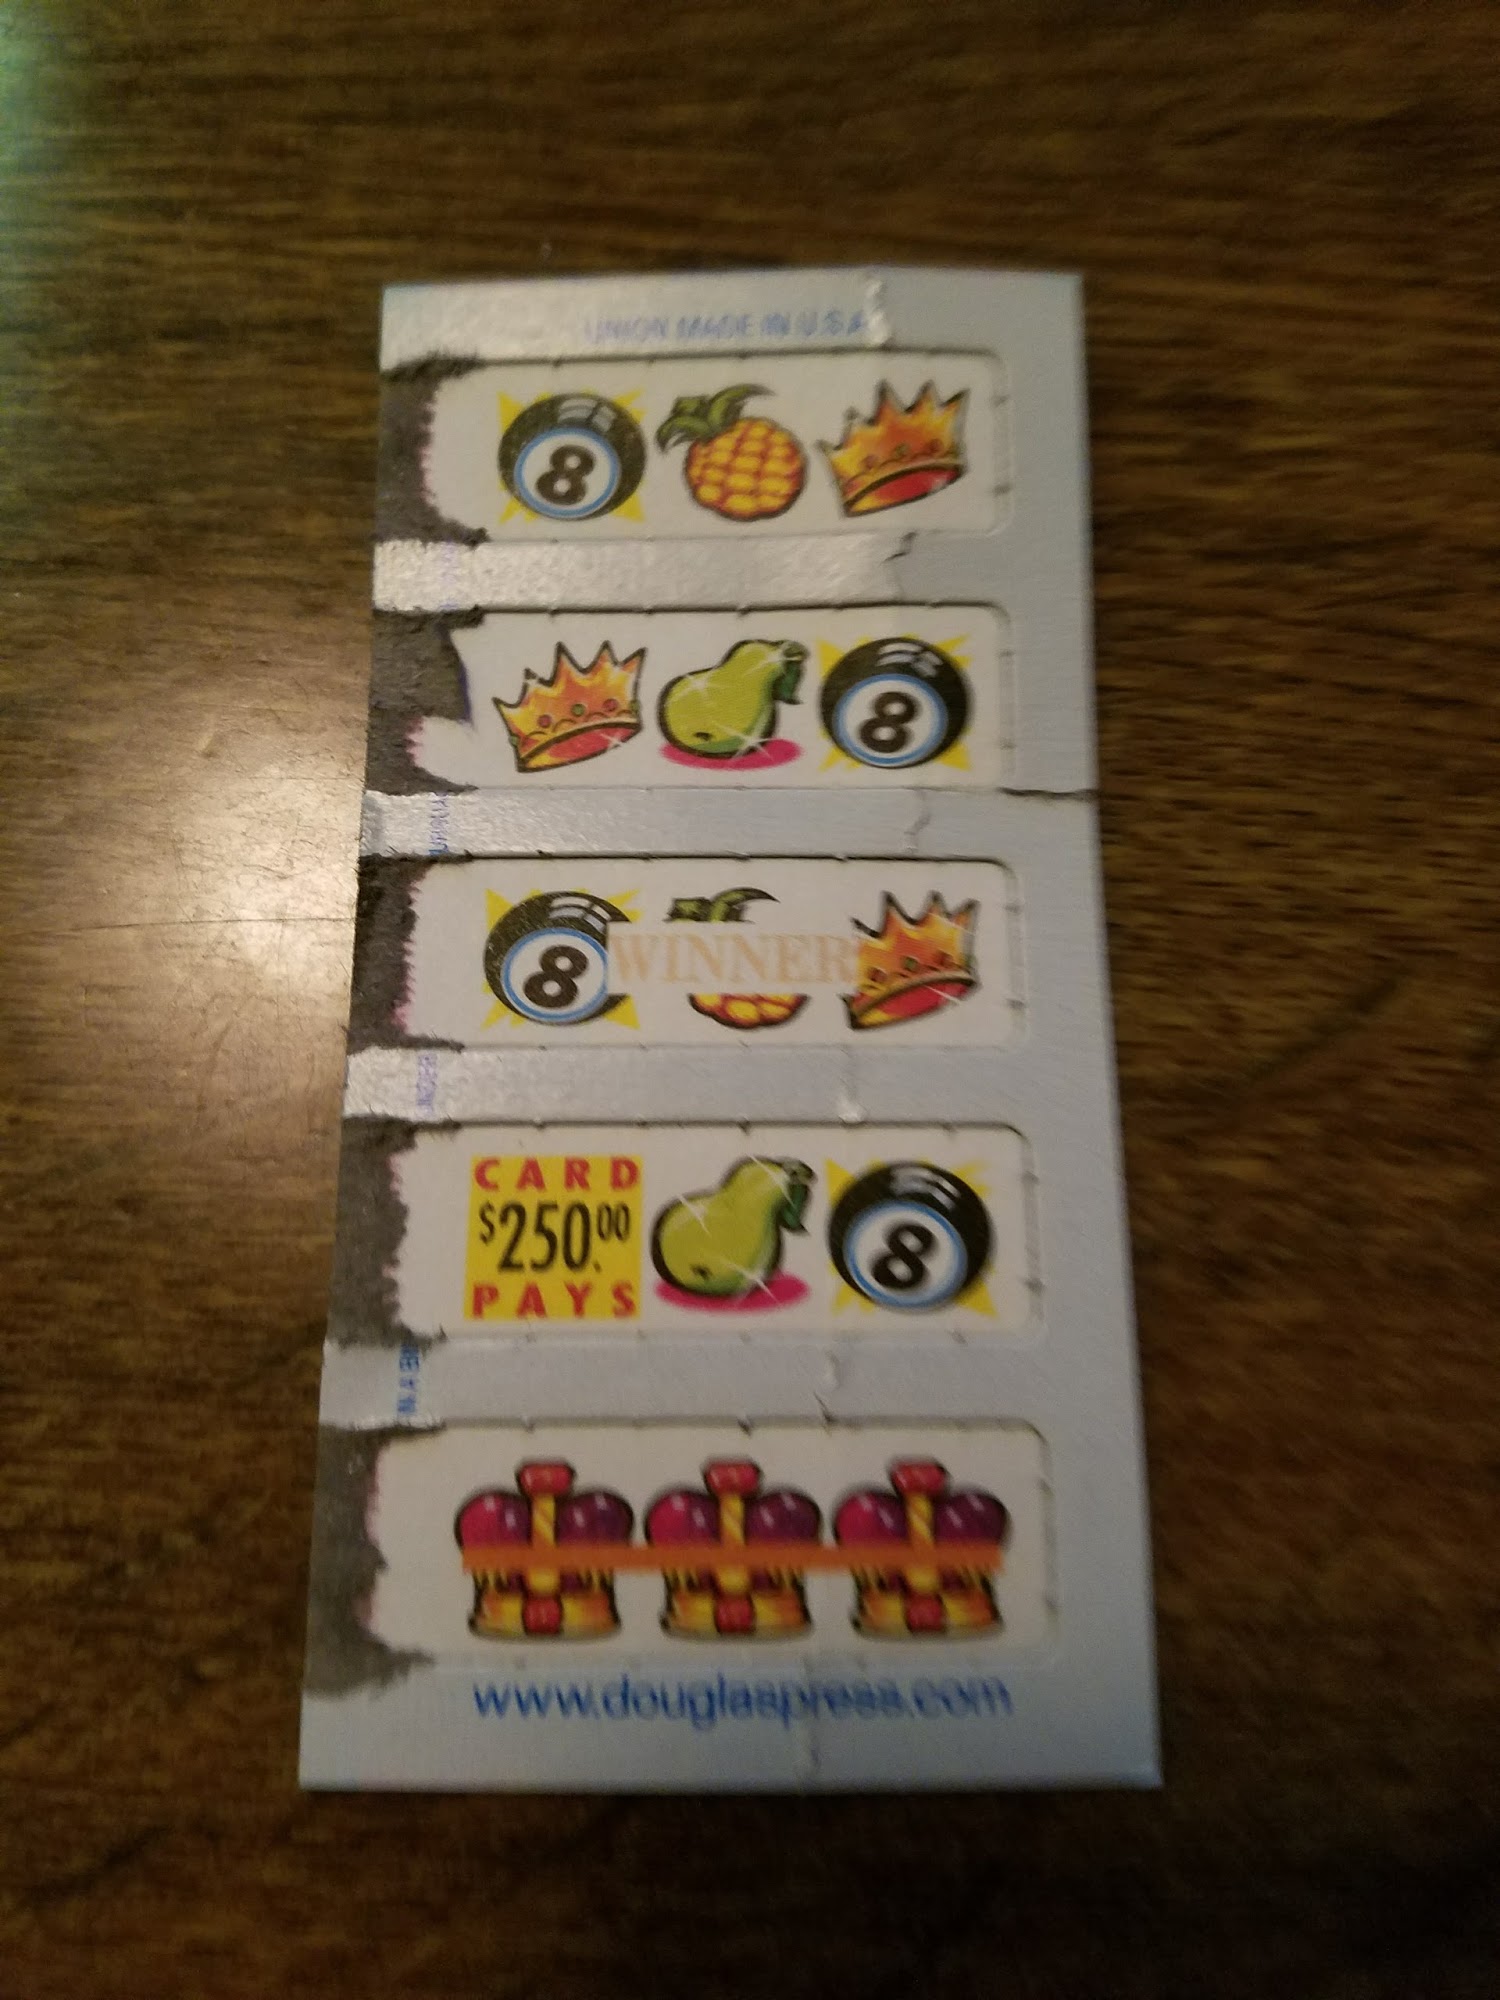 UNION MADE IN U.S.A
8
8
8
WINNER
CARD
$250.00
PAYS
8
www.douglaspress.com